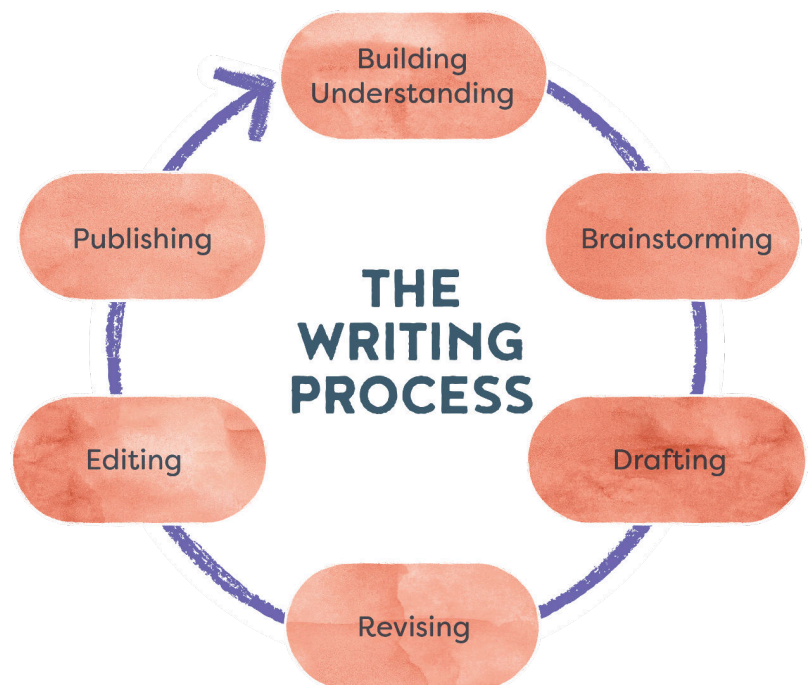 Building
Understanding
Brainstorming
Drafting
Revising
Editing
Publishing
THE
WRITING
PROCESS